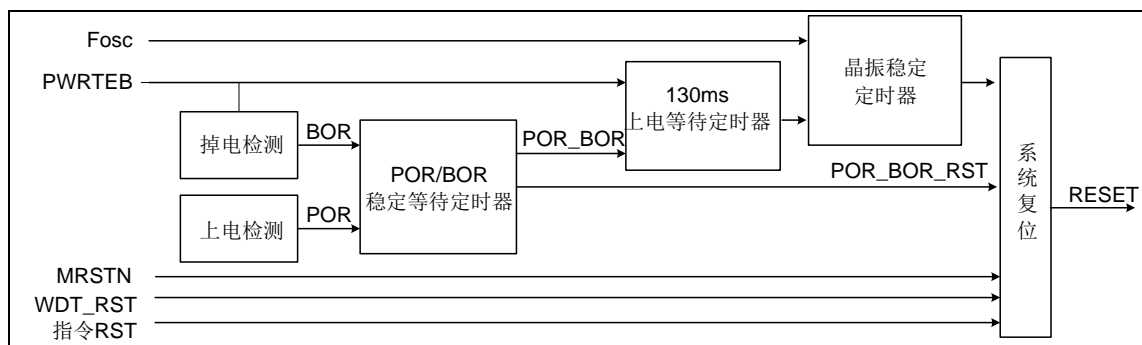 Fosc
PWRTEB
掉电检测
BOR
上电检测
POR
POR/BOR
稳定等待定时器
POR_BOR
130ms
上电等待定时器
晶振稳定
定时器
POR_BOR_RST
系统复位
RESET
MRSTN
WDT_RST
指令RST